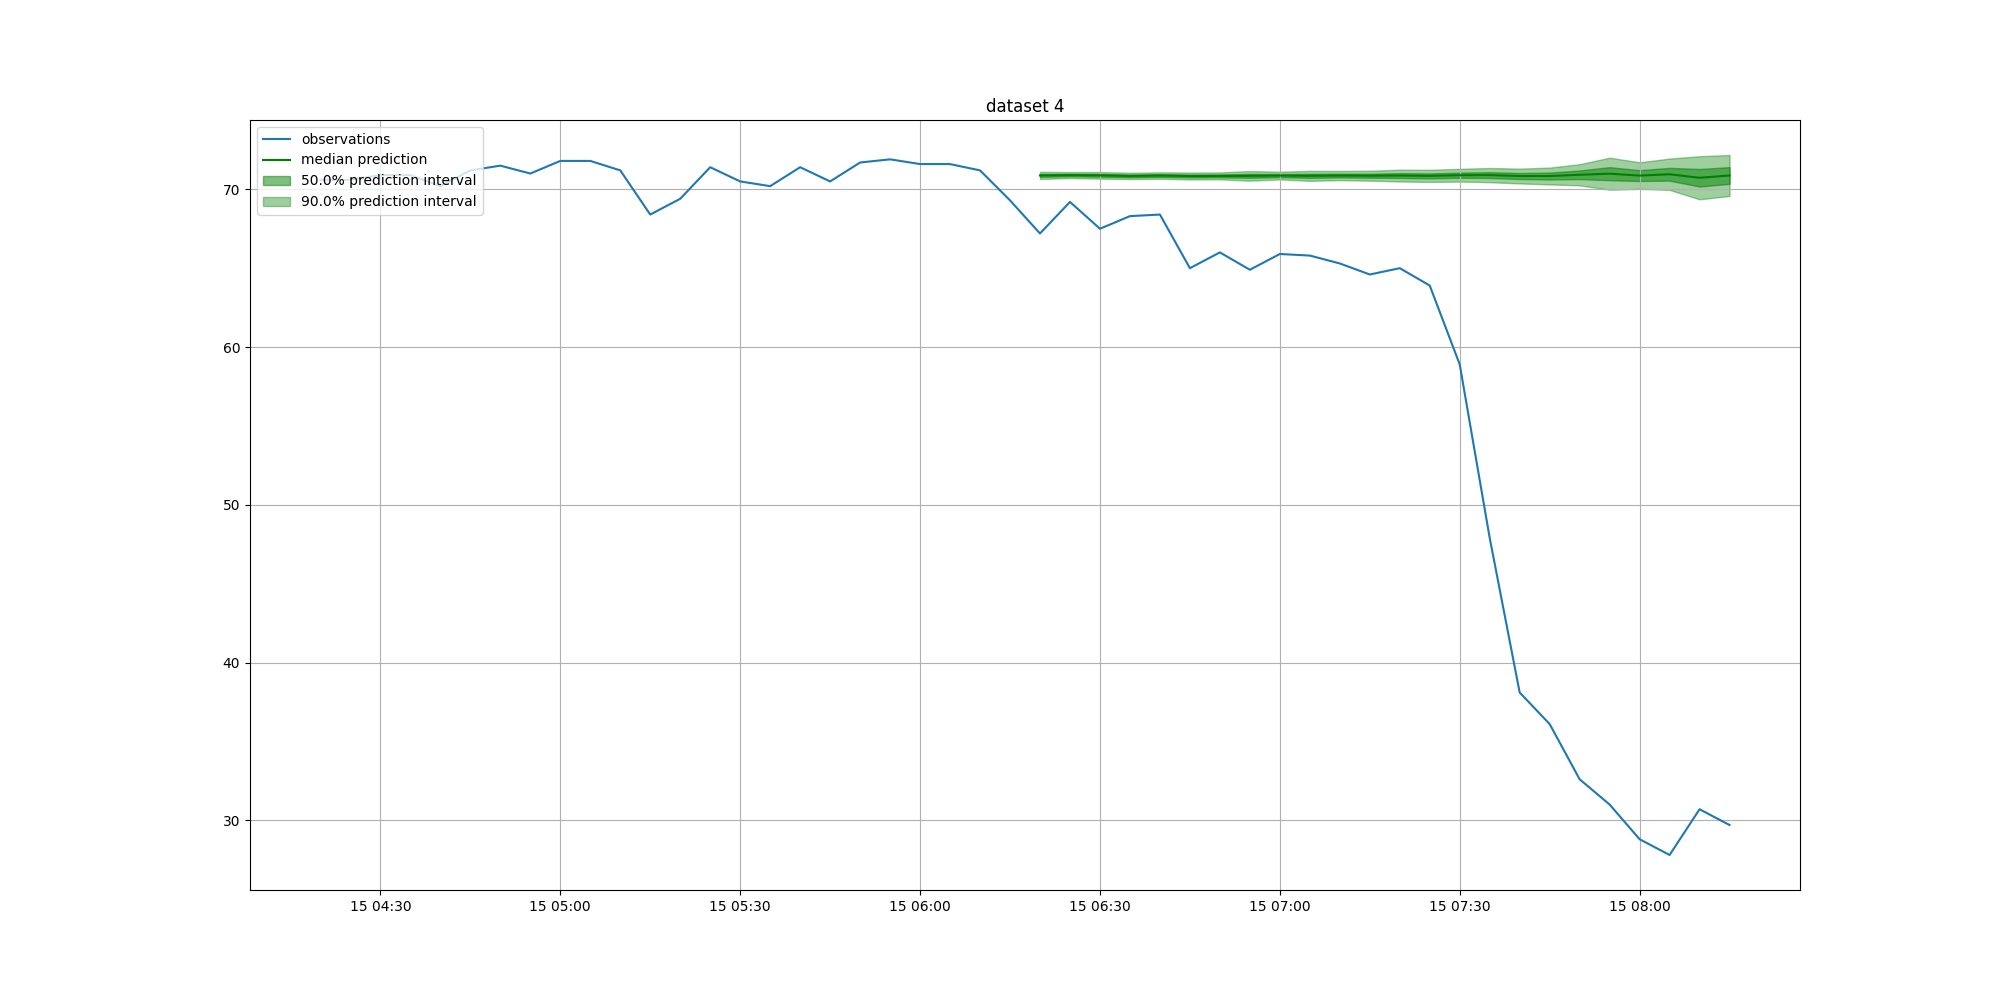 dataset 4
observations
median prediction
50.0% prediction interval
90.0% prediction interval
70
60
50
40
30
15 04:30 15 05:00 15 05:30 15 06:00 15 06:30 15 07:00 15 07:30 15 08:00